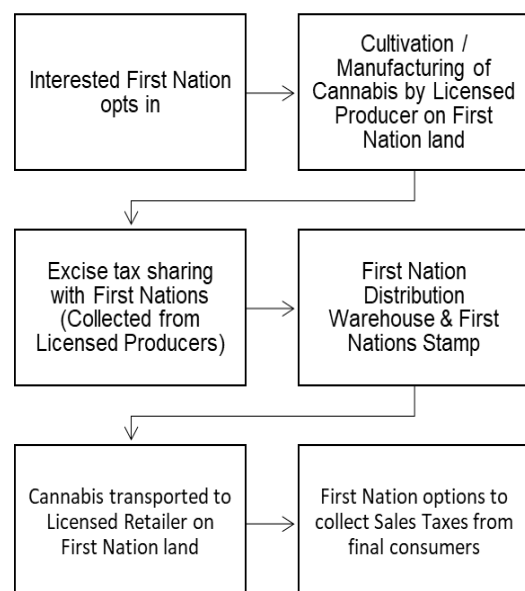 Interested First Nation
opts in
Cultivation /
Manufacturing of
Cannabis by Licensed
Producer on First
Nation land
Excise tax sharing
with First Nations
(Collected from
Licensed Producers)
First Nation
Distribution
Warehouse & First
Nations Stamp
Cannabis transported to
Licensed Retailer on
First Nation land
First Nation options to
collect Sales Taxes from
final consumers